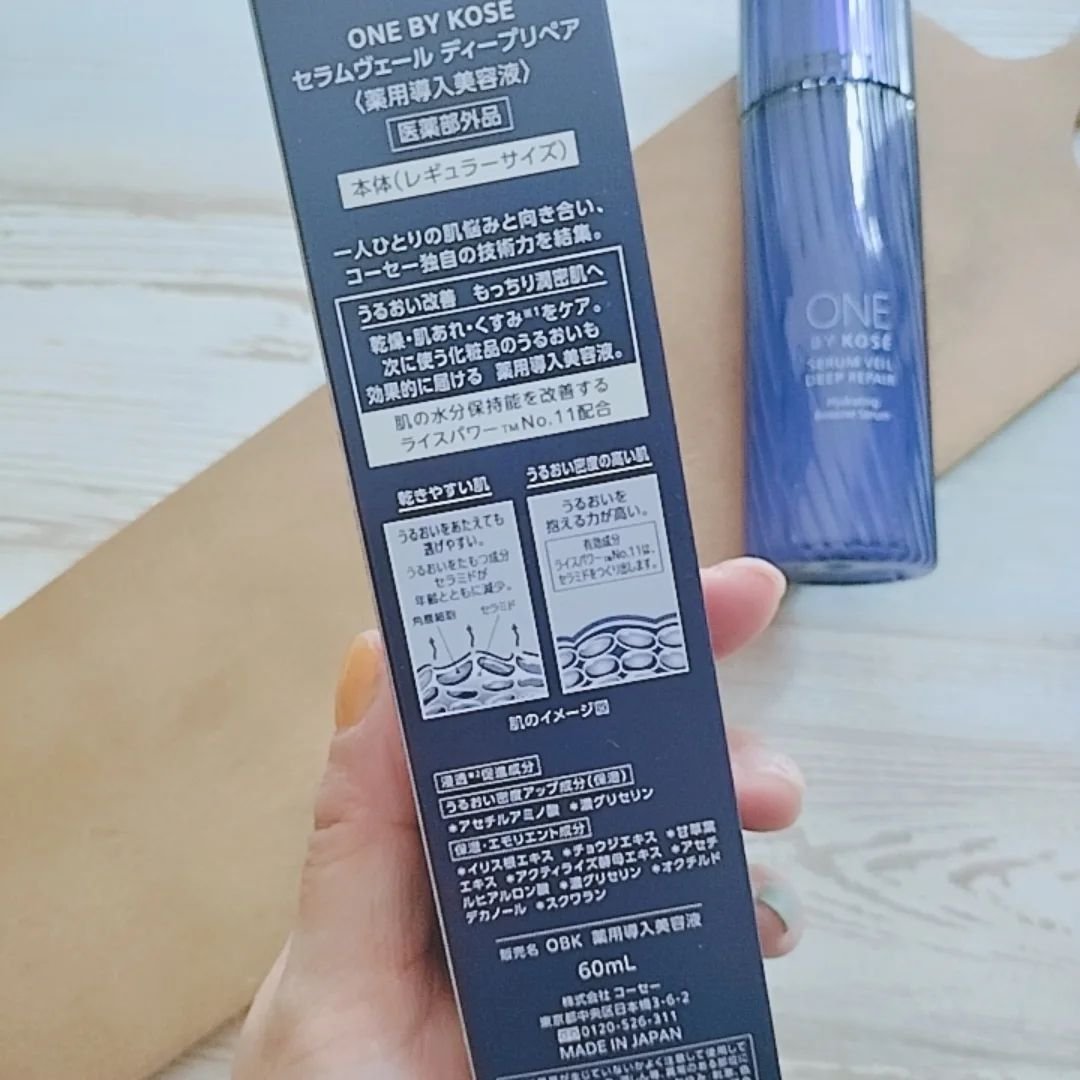 ONE BY KOSÉ
セラムヴェール ディープリペア
〈薬用導入美容液〉
医薬部外品
本体(レギュラーサイズ)
一人ひとりの肌悩みと向き合い、
コーセー独自の技術力を結集。
うるおい改善 もっちり潤密肌へ
乾燥・肌あれ・くすみ※1をケア。
次に使う化粧品のうるおいも
効果的に届ける 薬用導入美容液。
肌の水分保持能を改善する
ライスパワー™No.11配合
乾きやすい肌
うるおいをあたえても
逃げやすい。
うるおいをたもつ成分
セラミドが
年齢とともに減少。
角層細胞 セラミド
うるおい密度の高い肌
うるおいを
抱える力が高い。
有効成分
ライスパワー™No.11は、
セラミドをつくり出します。
肌のイメージ図
浸透※2促進成分
うるおい密度アップ成分(保湿)
*アセチルアミノ酸 *濃グリセリン
保湿・エモリエント成分
*イリス根エキス *チョウジエキス *甘草葉
エキス *アクティライズ酵母エキス *アセチ
ルヒアルロン酸 *濃グリセリン *オクチルド
デカノール *スクワラン
販売名 OBK 薬用導入美容液
60mL
株式会社 コーセー
東京都中央区日本橋3-6-2
0120-526-311
MADE IN JAPAN
ONE
BY KOSÉ
SERUM VEIL
DEEP REPAIR
Hydrating
Booster Serum